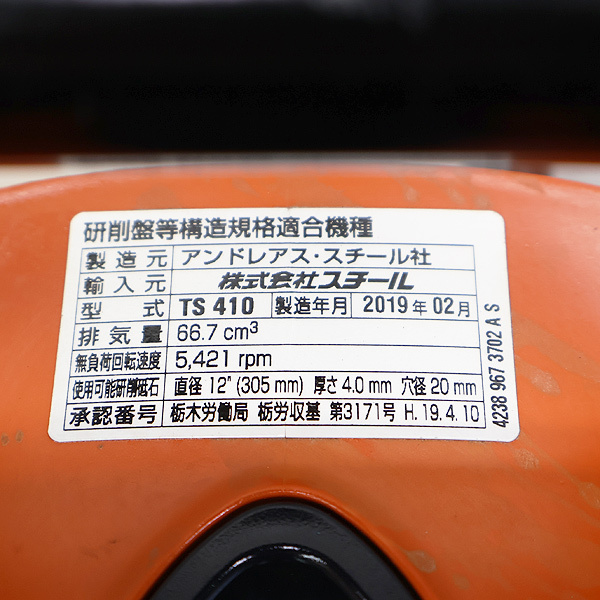 研削盤等構造規格適合機種
製造元 アンドレアス・スチール社
輸入元 株式会社スチール
型式 TS 410 製造年月 2019年 02月
排気量 66.7 cm³
無負荷回転速度 5,421 rpm
使用可能研削砥石 直径 12" (305 mm) 厚さ 4.0 mm 穴径 20 mm
承認番号 栃木労働局 栃労収基 第3171号 H.19.4.10
4238 967 3702 A S